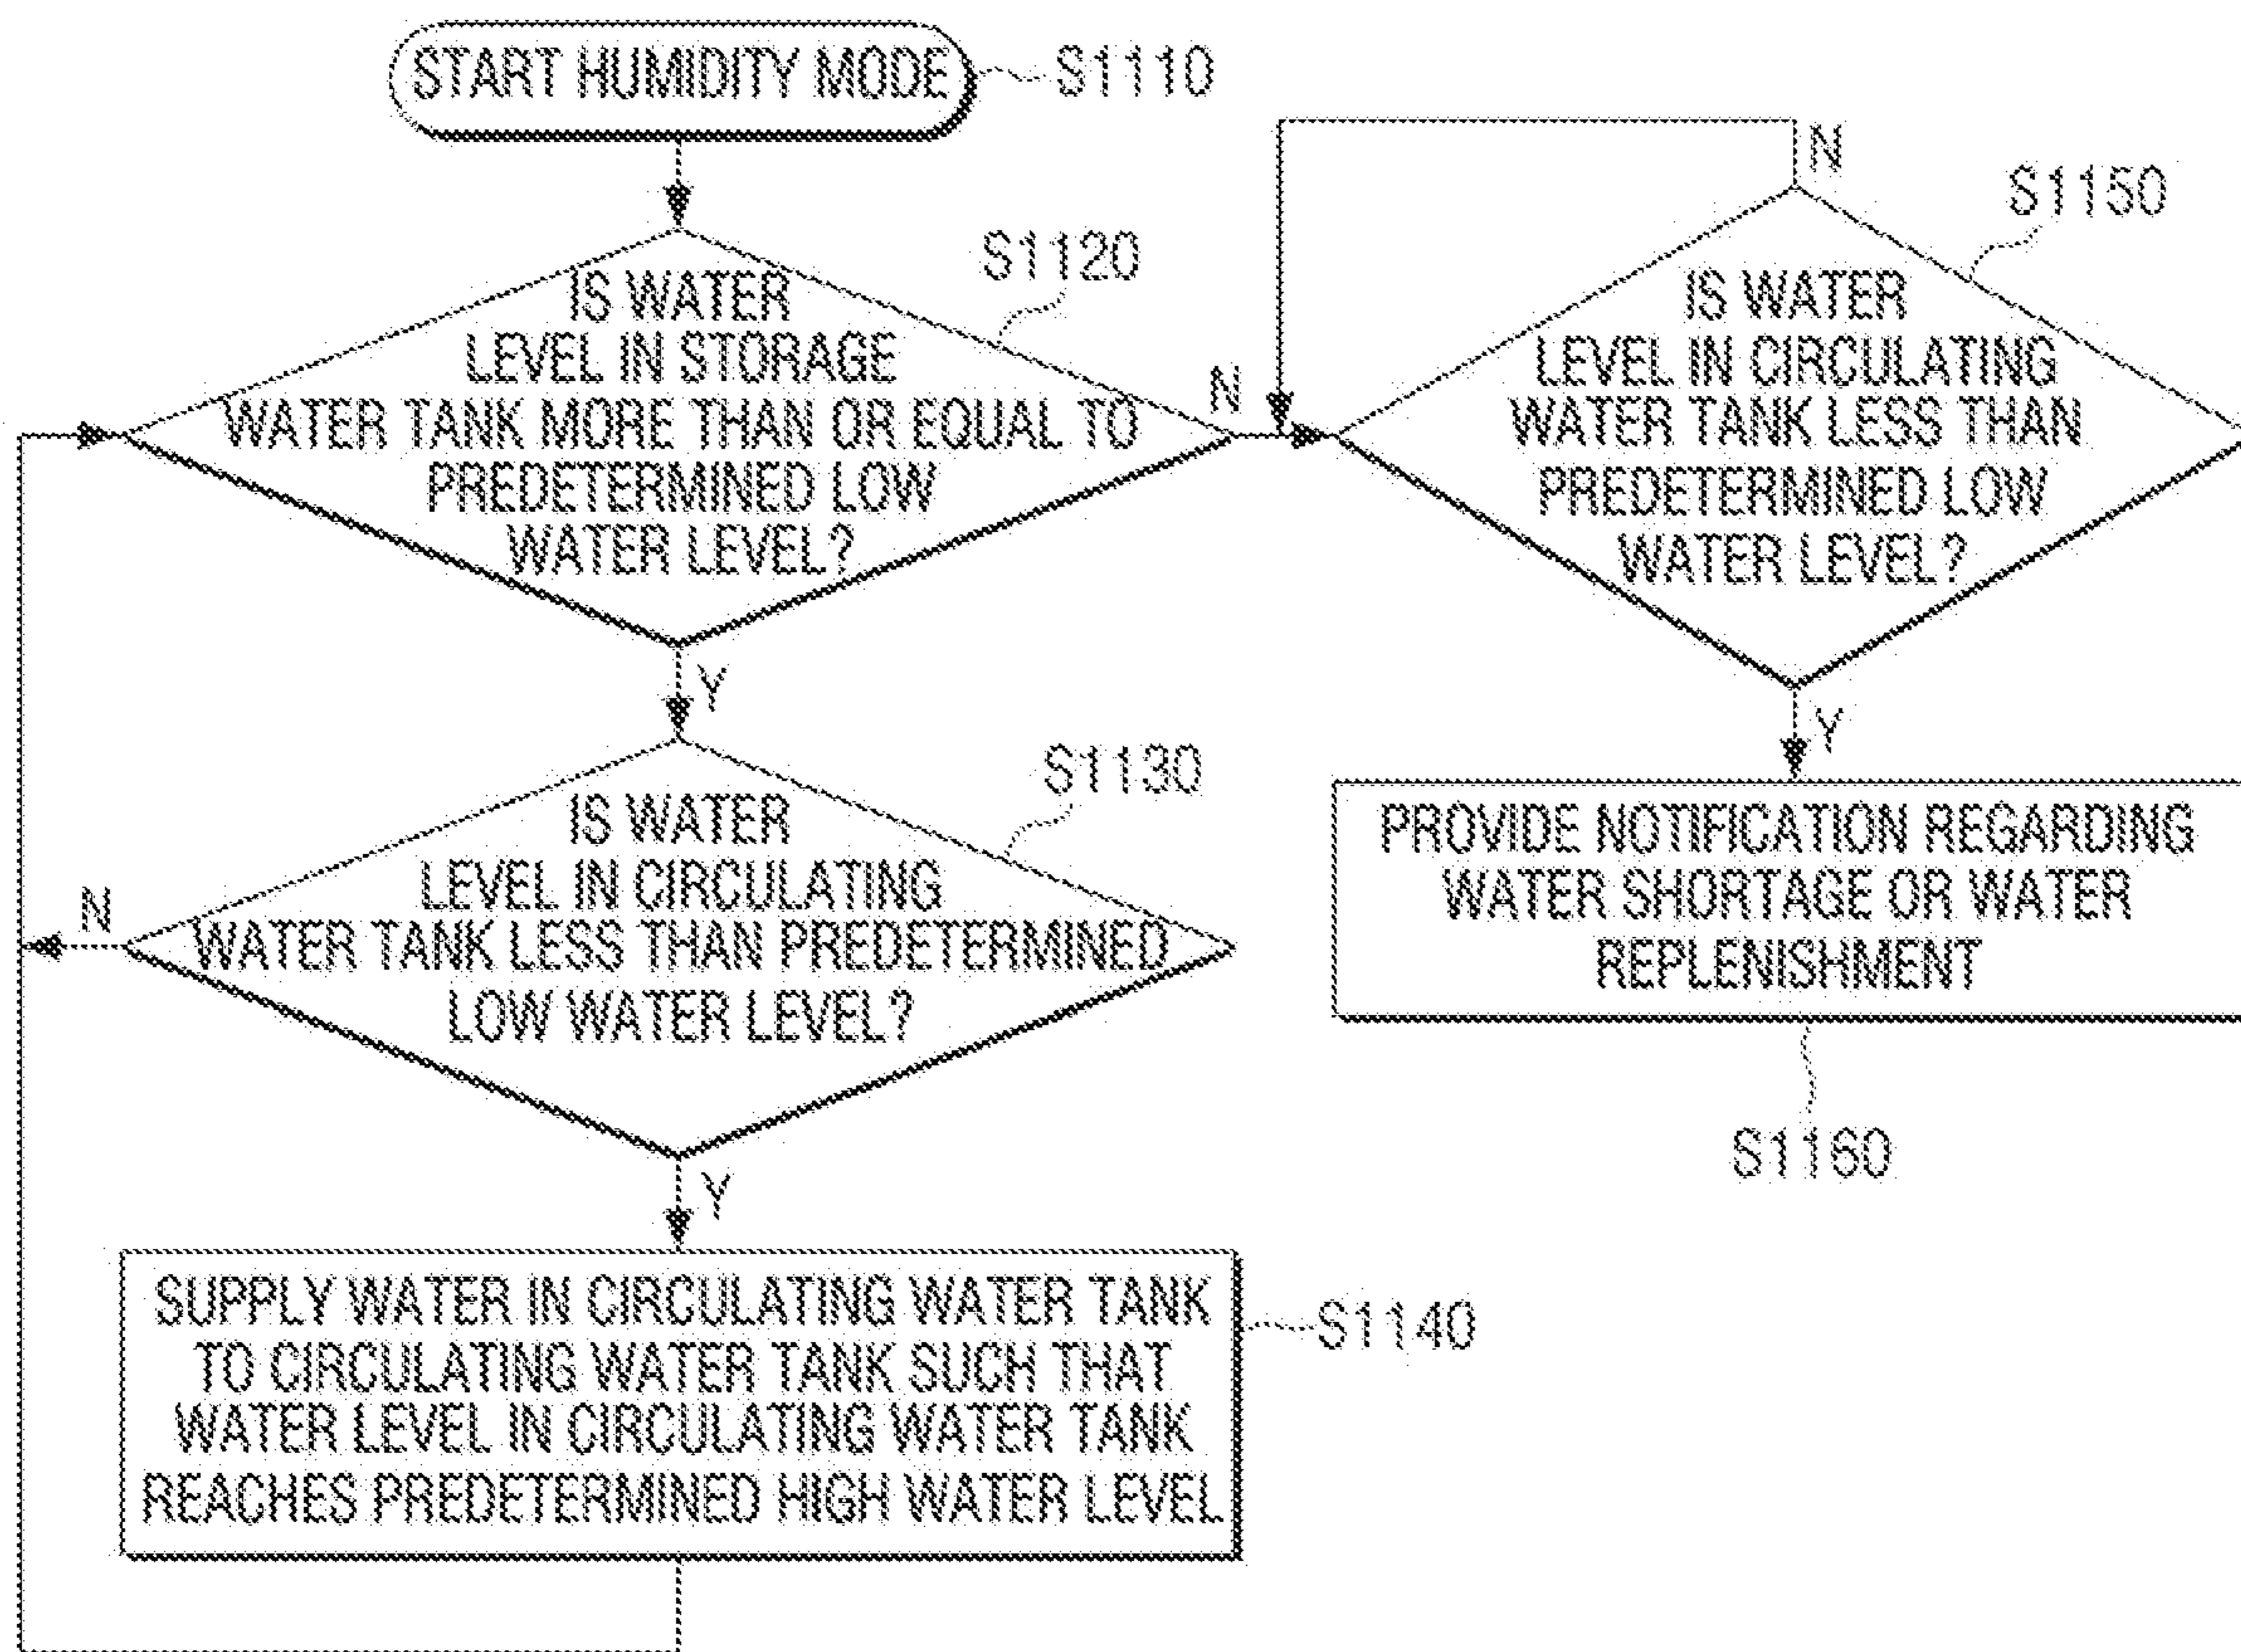 START HUMIDITY MODE
S1110
S1120
IS WATER
LEVEL IN STORAGE
WATER TANK MORE THAN OR EQUAL TO
PREDETERMINED LOW
WATER LEVEL?
N
Y
S1130
IS WATER
LEVEL IN CIRCULATING
WATER TANK LESS THAN PREDETERMINED
LOW WATER LEVEL?
N
Y
SUPPLY WATER IN CIRCULATING WATER TANK
TO CIRCULATING WATER TANK SUCH THAT
WATER LEVEL IN CIRCULATING WATER TANK
REACHES PREDETERMINED HIGH WATER LEVEL
S1140
N
S1150
IS WATER
LEVEL IN CIRCULATING
WATER TANK LESS THAN
PREDETERMINED LOW
WATER LEVEL?
Y
PROVIDE NOTIFICATION REGARDING
WATER SHORTAGE OR WATER
REPLENISHMENT
S1160